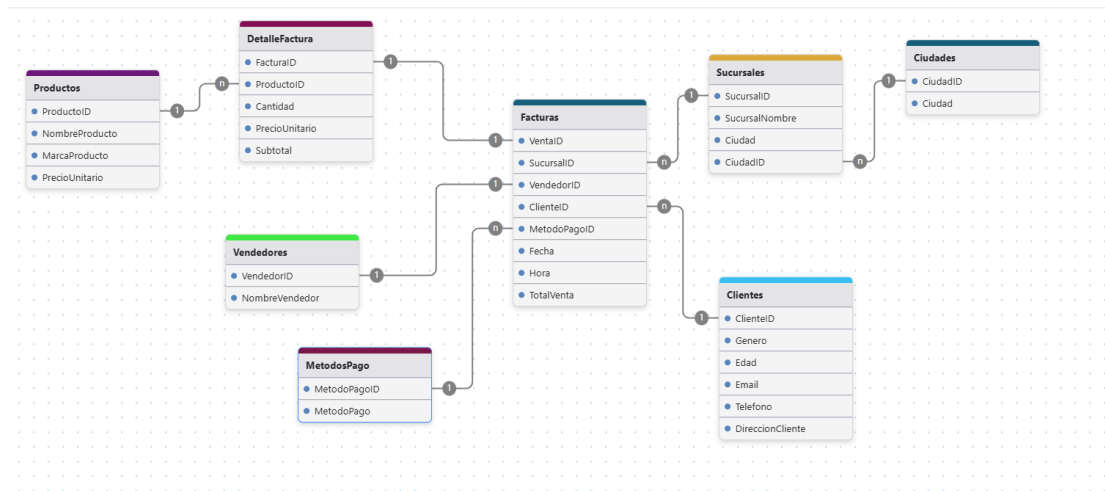 Productos
ProductoID
NombreProducto
MarcaProducto
PrecioUnitario
1
n
DetalleFactura
FacturaID
ProductoID
Cantidad
PrecioUnitario
Subtotal
1
1
Vendedores
VendedorID
NombreVendedor
1
1
MetodosPago
MetodoPagoID
MetodoPago
1
n
Facturas
VentaID
SucursalID
VendedorID
ClienteID
MetodoPagoID
Fecha
Hora
TotalVenta
n
1
n
1
Sucursales
SucursalID
SucursalNombre
Ciudad
CiudadID
n
1
Ciudades
CiudadID
Ciudad
Clientes
ClienteID
Genero
Edad
Email
Telefono
DireccionCliente